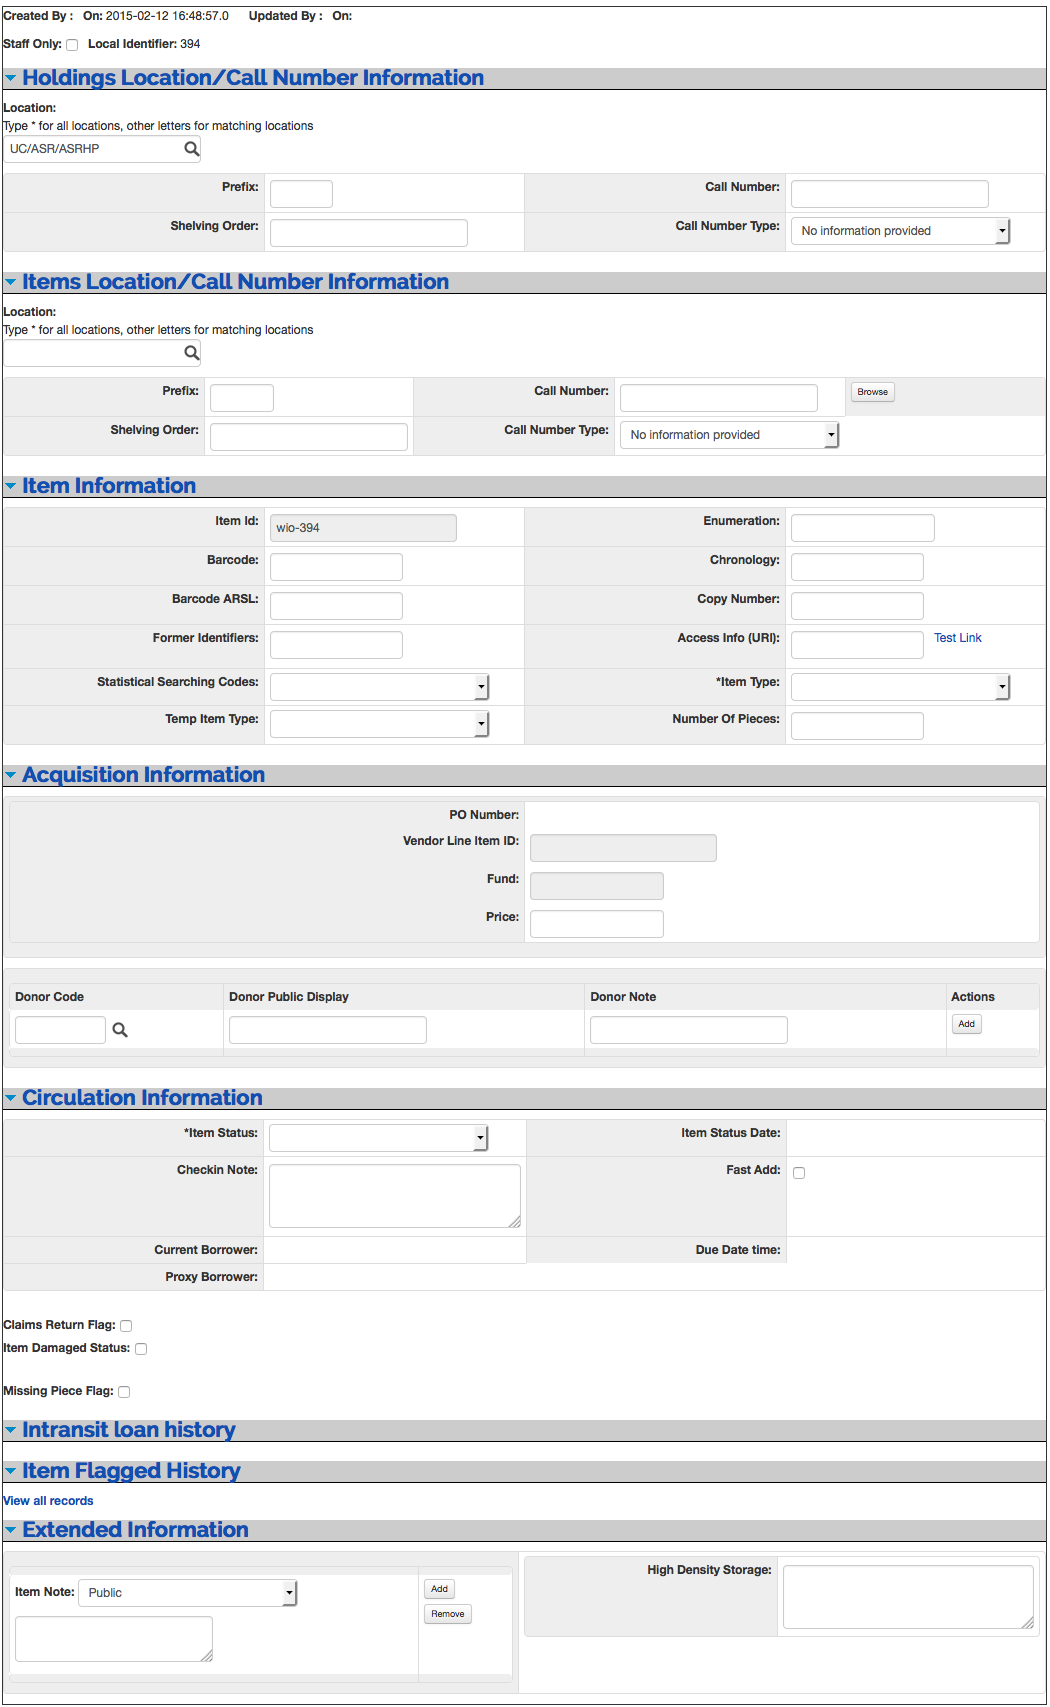 Created By :   On: 2015-02-12 16:48:57.0   Updated By :   On:
Staff Only:   Local Identifier: 394
Holdings Location/Call Number Information
Location:
Type * for all locations, other letters for matching locations
UC/ASR/ASRHP
Prefix:   Call Number:
Shelving Order:   Call Number Type: No information provided
Items Location/Call Number Information
Location:
Type * for all locations, other letters for matching locations
Prefix:   Call Number:   Browse
Shelving Order:   Call Number Type: No information provided
Item Information
Item Id: wio-394   Enumeration:
Barcode:   Chronology:
Barcode ARSL:   Copy Number:
Former Identifiers:   Access Info (URI):   Test Link
Statistical Searching Codes:   *Item Type:
Temp Item Type:   Number Of Pieces:
Acquisition Information
PO Number:
Vendor Line Item ID:
Fund:
Price:
Donor Code   Donor Public Display   Donor Note   Actions
Add
Circulation Information
*Item Status:   Item Status Date:
Checkin Note:   Fast Add:
Current Borrower:   Due Date time:
Proxy Borrower:
Claims Return Flag:
Item Damaged Status:
Missing Piece Flag:
Intransit loan history
Item Flagged History
View all records
Extended Information
Item Note: Public   Add   High Density Storage:
Remove